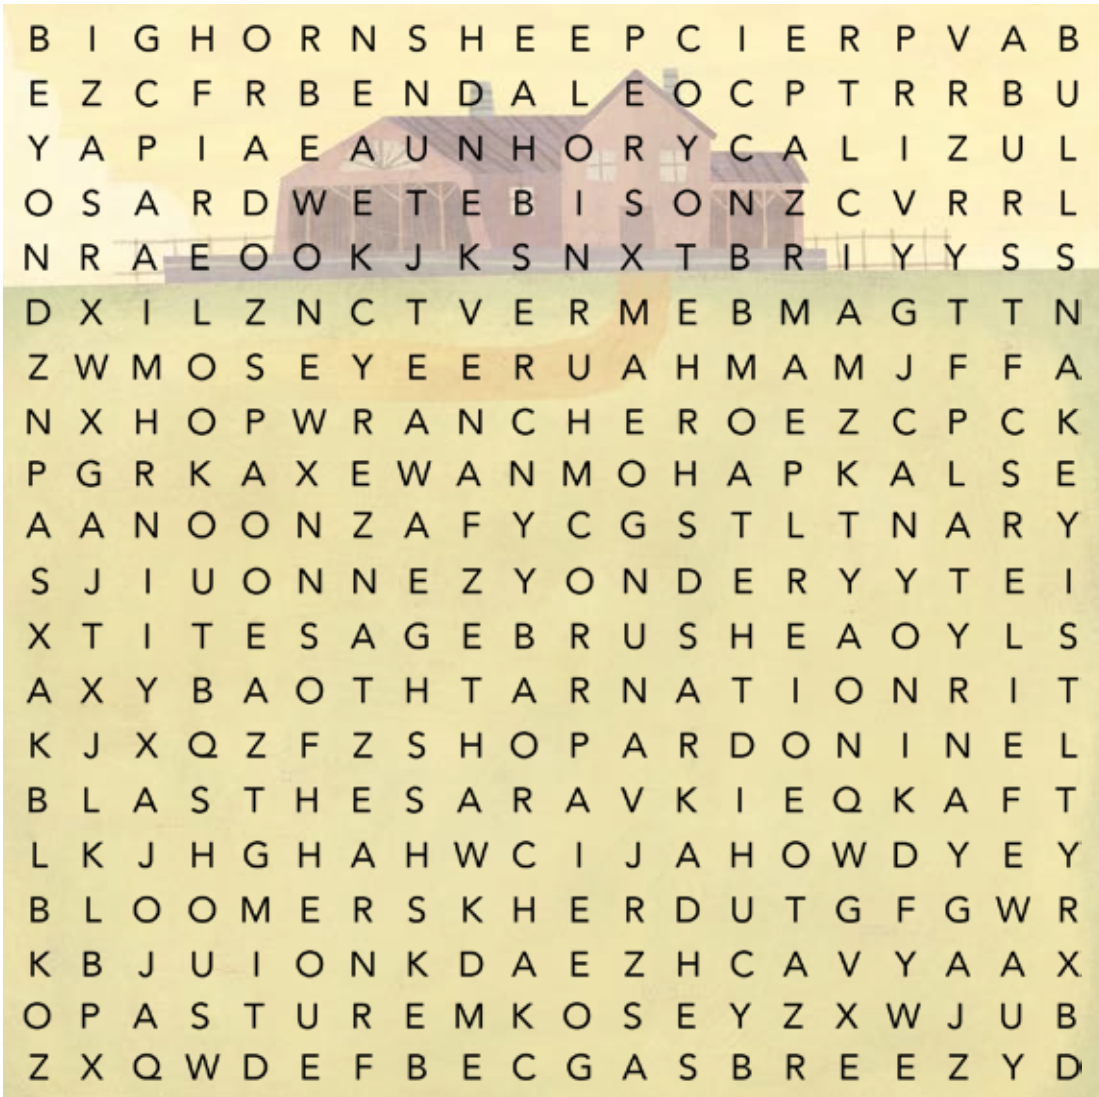 B I G H O R N S H E E P C I E R P V A B
E Z C F R B E N D A L E O C P T R R B U
Y A P I A E A U N H O R Y C A L I Z U L
O S A R D W E T E B I S O N Z C V R R L
N R A E O O K J K S N X T B R I Y Y S S
D X I L Z N C T V E R M E B M A G T T N
Z W M O S E Y E E R U A H M A M J F F A
N X H O P W R A N C H E R O E Z C P C K
P G R K A X E W A N M O H A P K A L S E
A A N O O N Z A F Y C G S T L T N A R Y
S J I U O N N E Z Y O N D E R Y Y T E I
X T I T E S A G E B R U S H E A O Y L S
A X Y B A O T H T A R N A T I O N R I T
K J X Q Z F Z S H O P A R D O N I N E L
B L A S T H E S A R A V K I E Q K A F T
L K J H G H A H W C I J A H O W D Y E Y
B L O O M E R S K H E R D U T G F G W R
K B J U I O N K D A E Z H C A V Y A A X
O P A S T U R E M K O S E Y Z X W J U B
Z X Q W D E F B E C G A S B R E E Z Y D